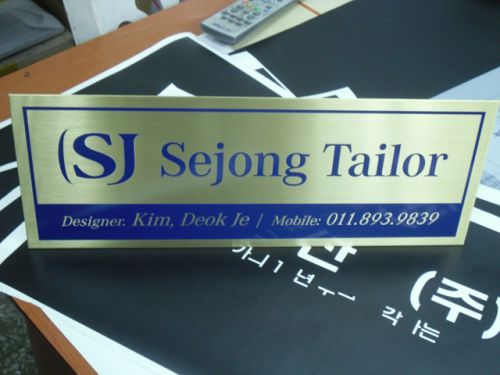 SJ Sejong Tailor
Designer. Kim, Deok Je / Mobile: 011.893.9839
(주)